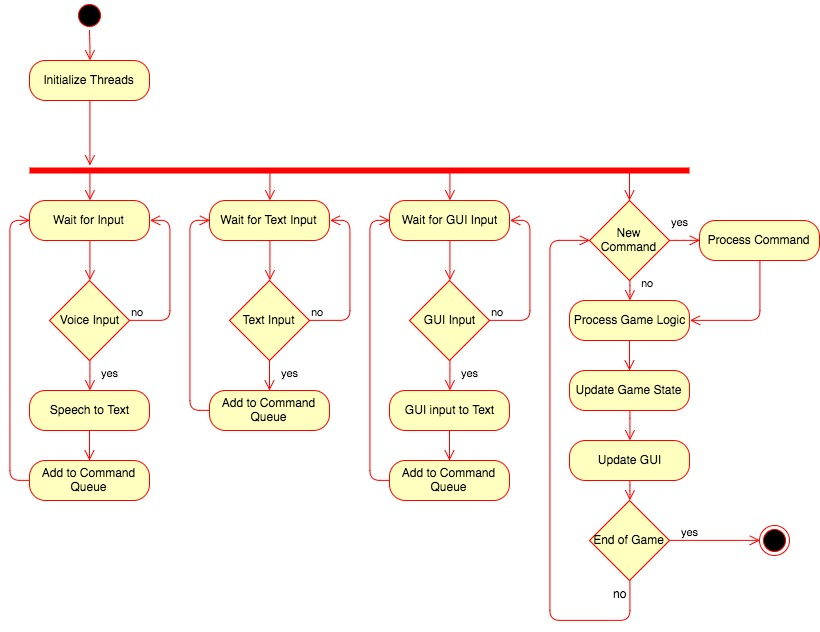 Initialize Threads
Wait for Input
Voice Input
no
yes
Speech to Text
Add to Command
Queue
Wait for Text Input
Text Input
no
yes
Add to Command
Queue
Wait for GUI Input
GUI Input
no
yes
GUI input to Text
Add to Command
Queue
New
Command
yes
Process Command
no
Process Game Logic
Update Game State
Update GUI
End of Game
yes
no